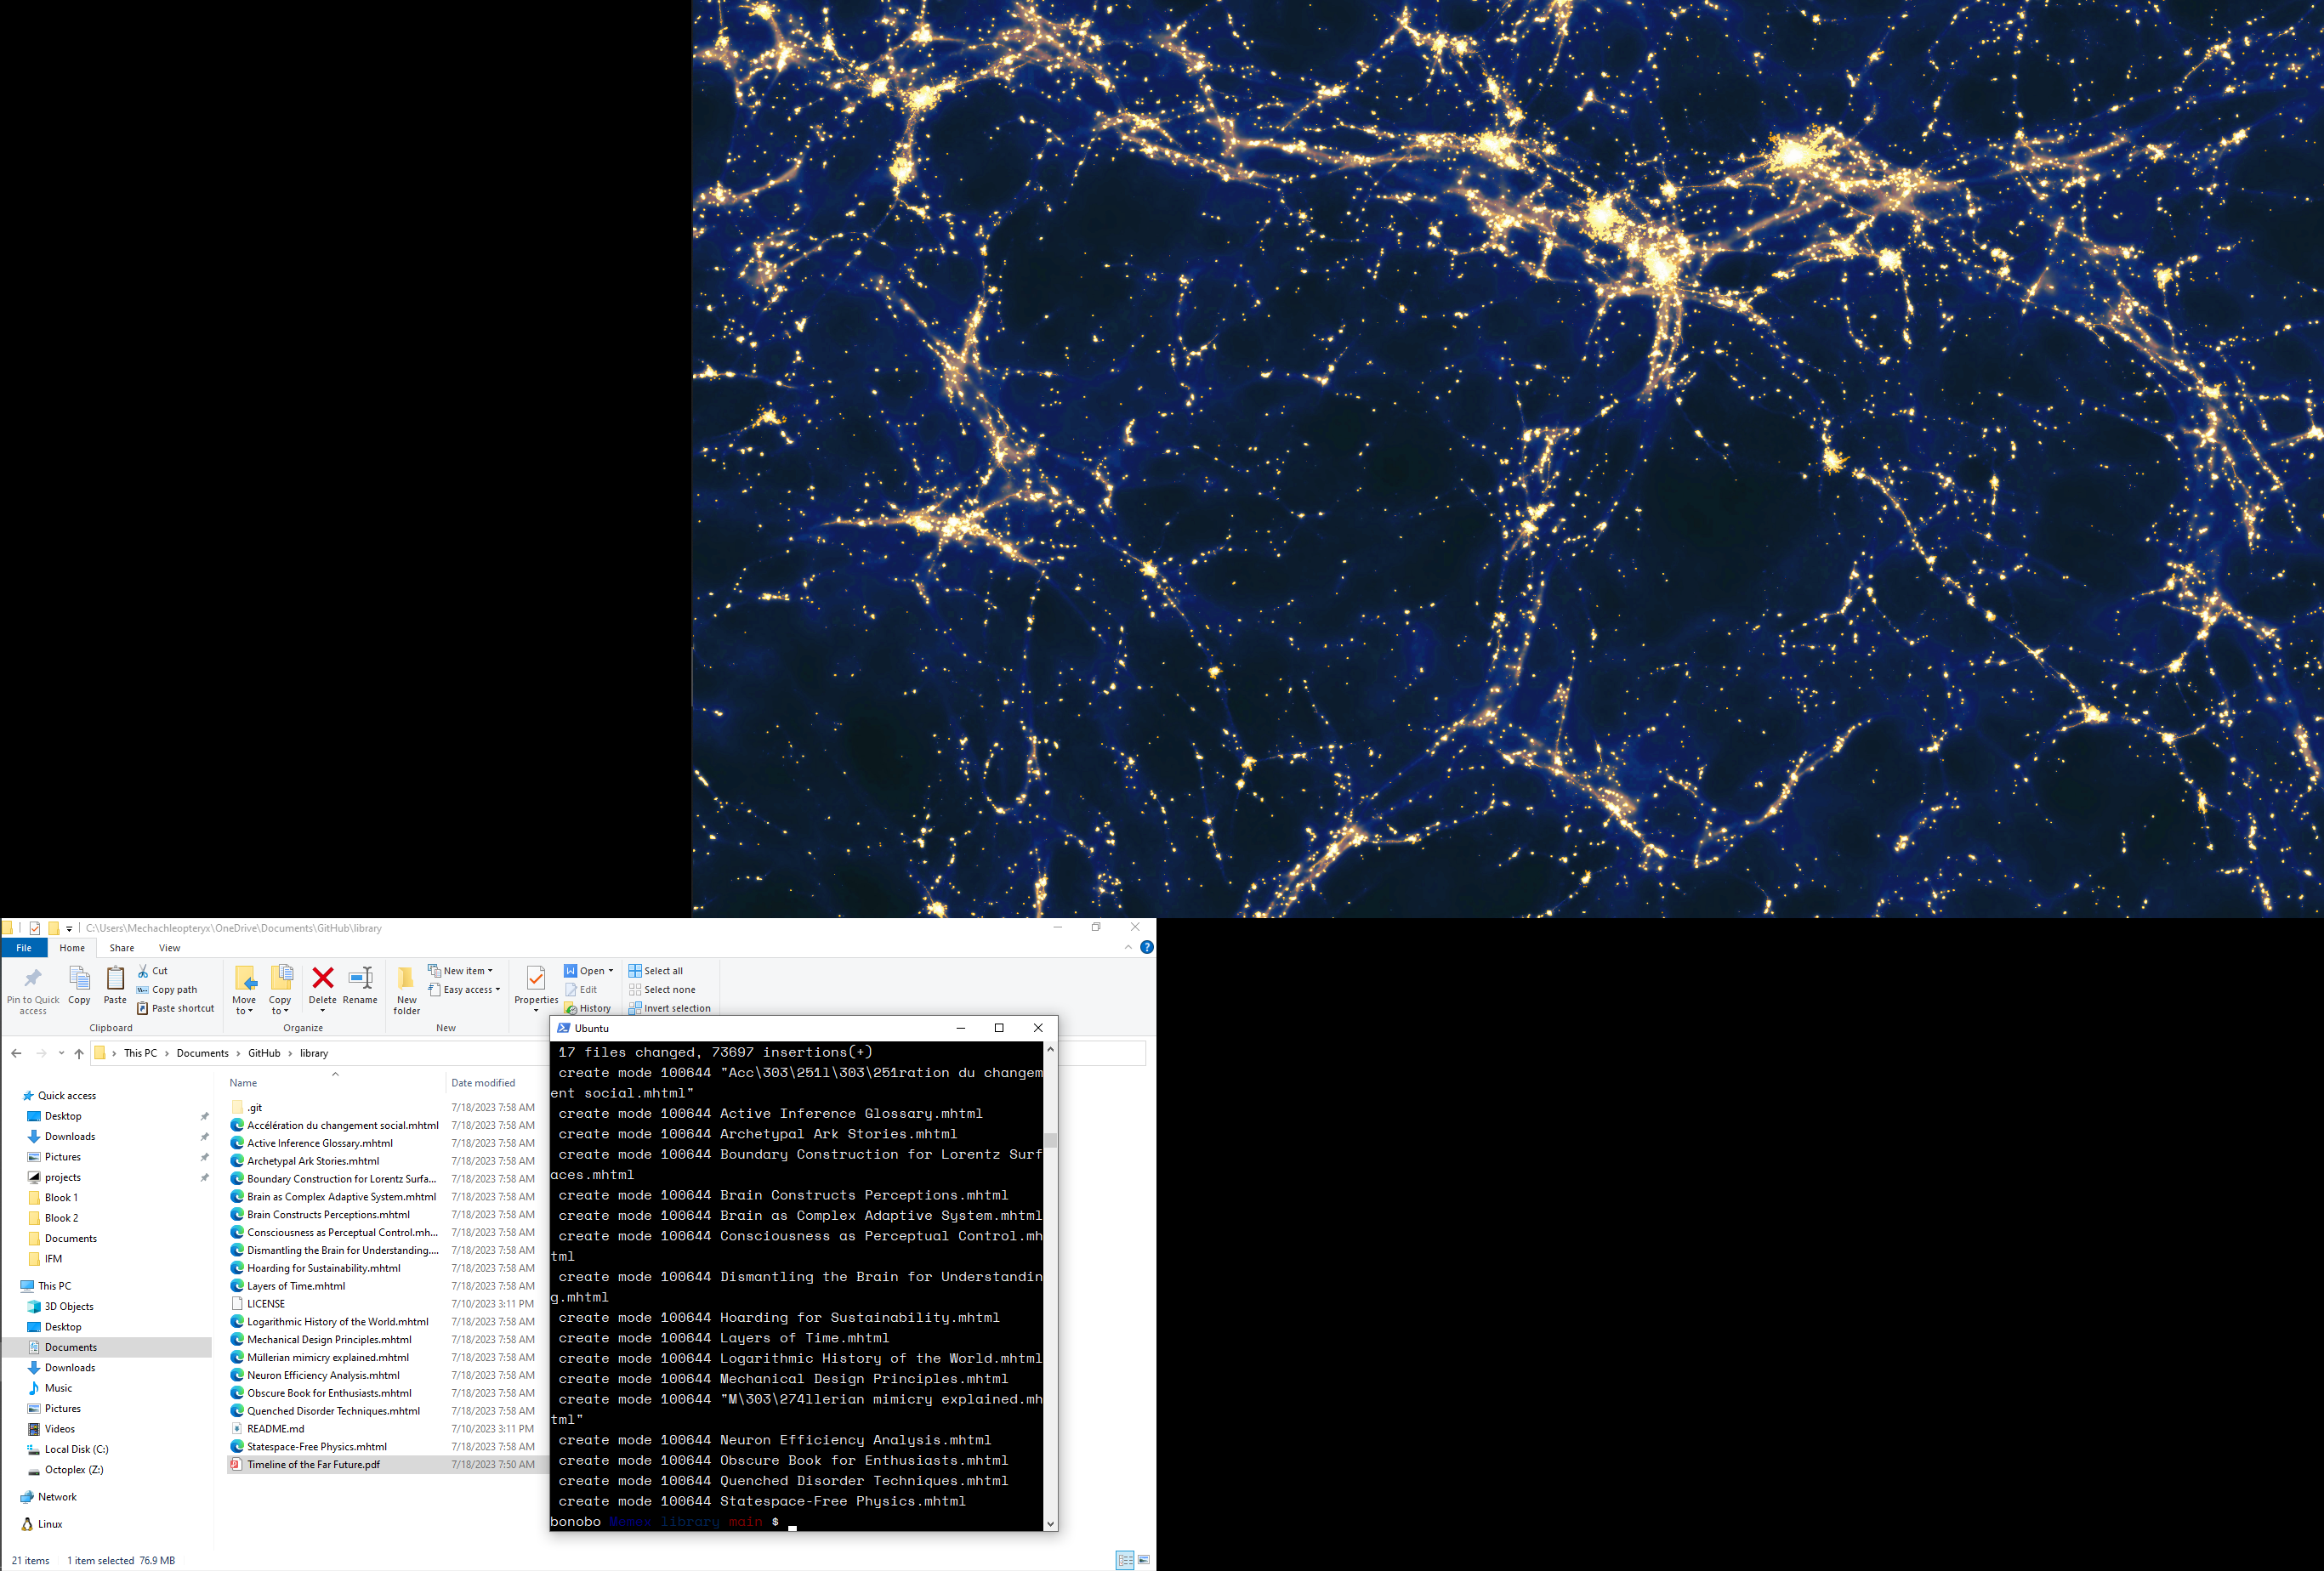 C:\Users\Mechachleopteryx\OneDrive\Documents\GitHub\library
File Home Share View
Pin to Quick access
Copy
Paste
Cut
Copy path
Paste shortcut
Clipboard
Move to
Copy to
Delete
Rename
Organize
New folder
New item
Easy access
New
Properties
Open
Edit
History
Select all
Select none
Invert selection
This PC > Documents > GitHub > library
Quick access
Desktop
Downloads
Pictures
projects
Blook 1
Blook 2
Documents
IFM
This PC
3D Objects
Desktop
Documents
Downloads
Music
Pictures
Videos
Local Disk (C:)
Octoplex (Z:)
Network
Linux
Name Date modified
.git 7/18/2023 7:58 AM
Accélération du changement social.mhtml 7/18/2023 7:58 AM
Active Inference Glossary.mhtml 7/18/2023 7:58 AM
Archetypal Ark Stories.mhtml 7/18/2023 7:58 AM
Boundary Construction for Lorentz Surfa... 7/18/2023 7:58 AM
Brain as Complex Adaptive System.mhtml 7/18/2023 7:58 AM
Brain Constructs Perceptions.mhtml 7/18/2023 7:58 AM
Consciousness as Perceptual Control.mh... 7/18/2023 7:58 AM
Dismantling the Brain for Understanding.... 7/18/2023 7:58 AM
Hoarding for Sustainability.mhtml 7/18/2023 7:58 AM
Layers of Time.mhtml 7/18/2023 7:58 AM
LICENSE 7/10/2023 3:11 PM
Logarithmic History of the World.mhtml 7/18/2023 7:58 AM
Mechanical Design Principles.mhtml 7/18/2023 7:58 AM
Müllerian mimicry explained.mhtml 7/18/2023 7:58 AM
Neuron Efficiency Analysis.mhtml 7/18/2023 7:58 AM
Obscure Book for Enthusiasts.mhtml 7/18/2023 7:58 AM
Quenched Disorder Techniques.mhtml 7/18/2023 7:58 AM
README.md 7/10/2023 3:11 PM
Statespace-Free Physics.mhtml 7/18/2023 7:58 AM
Timeline of the Far Future.pdf 7/18/2023 7:50 AM
21 items 1 item selected 76.9 MB
Ubuntu
17 files changed, 73697 insertions(+)
create mode 100644 "Acc\303\251l\303\251ration du changem
ent social.mhtml"
create mode 100644 Active Inference Glossary.mhtml
create mode 100644 Archetypal Ark Stories.mhtml
create mode 100644 Boundary Construction for Lorentz Surf
aces.mhtml
create mode 100644 Brain Constructs Perceptions.mhtml
create mode 100644 Brain as Complex Adaptive System.mhtml
create mode 100644 Consciousness as Perceptual Control.mh
tml
create mode 100644 Dismantling the Brain for Understandin
g.mhtml
create mode 100644 Hoarding for Sustainability.mhtml
create mode 100644 Layers of Time.mhtml
create mode 100644 Logarithmic History of the World.mhtml
create mode 100644 Mechanical Design Principles.mhtml
create mode 100644 "M\303\274llerian mimicry explained.mh
tml"
create mode 100644 Neuron Efficiency Analysis.mhtml
create mode 100644 Obscure Book for Enthusiasts.mhtml
create mode 100644 Quenched Disorder Techniques.mhtml
create mode 100644 Statespace-Free Physics.mhtml
bonobo Memex library main $